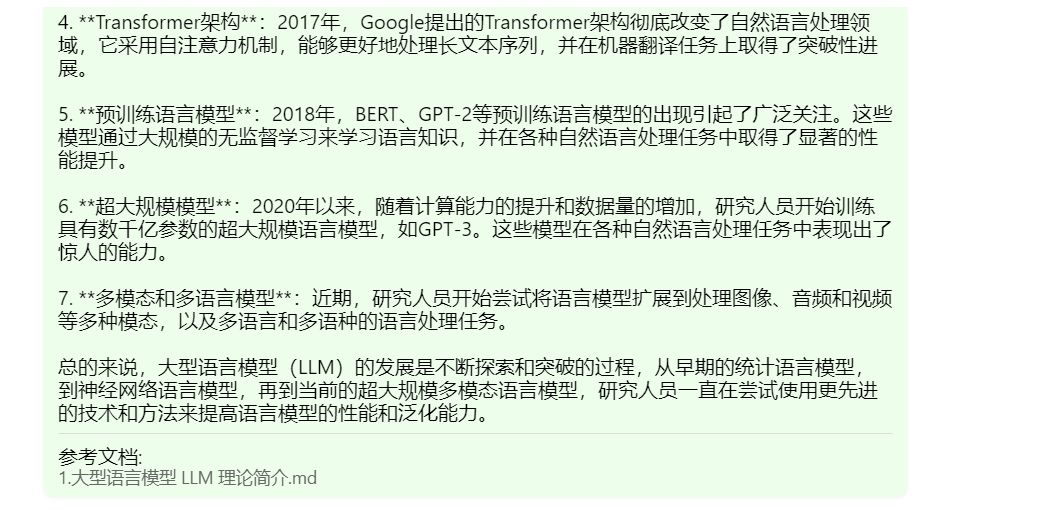 4. **Transformer架构**：2017年，Google提出的Transformer架构彻底改变了自然语言处理领
域，它采用自注意力机制，能够更好地处理长文本序列，并在机器翻译任务上取得了突破性进
展。
5. **预训练语言模型**：2018年，BERT、GPT-2等预训练语言模型的出现引起了广泛关注。这些
模型通过大规模的无监督学习来学习语言知识，并在各种自然语言处理任务中取得了显著的性
能提升。
6. **超大规模模型**：2020年以来，随着计算能力的提升和数据量的增加，研究人员开始训练
具有数千亿参数的超大规模语言模型，如GPT-3。这些模型在各种自然语言处理任务中表现出了
惊人的能力。
7. **多模态和多语言模型**：近期，研究人员开始尝试将语言模型扩展到处理图像、音频和视频
等多种模态，以及多语言和多语种的语言处理任务。
总的来说，大型语言模型（LLM）的发展是不断探索和突破的过程，从早期的统计语言模型，
到神经网络语言模型，再到当前的超大规模多模态语言模型，研究人员一直在尝试使用更先进
的技术和方法来提高语言模型的性能和泛化能力。
参考文档:
1.大型语言模型 LLM 理论简介.md